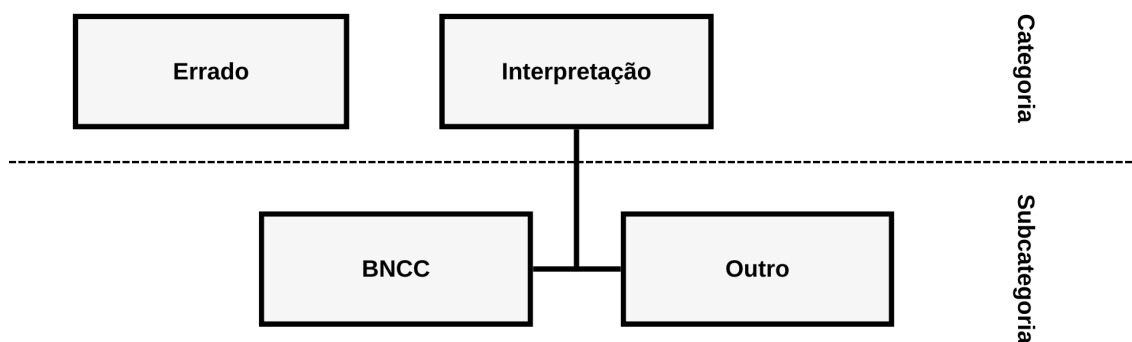 Errado
Interpretação
Categoria
BNCC
Outro
Subcategoria